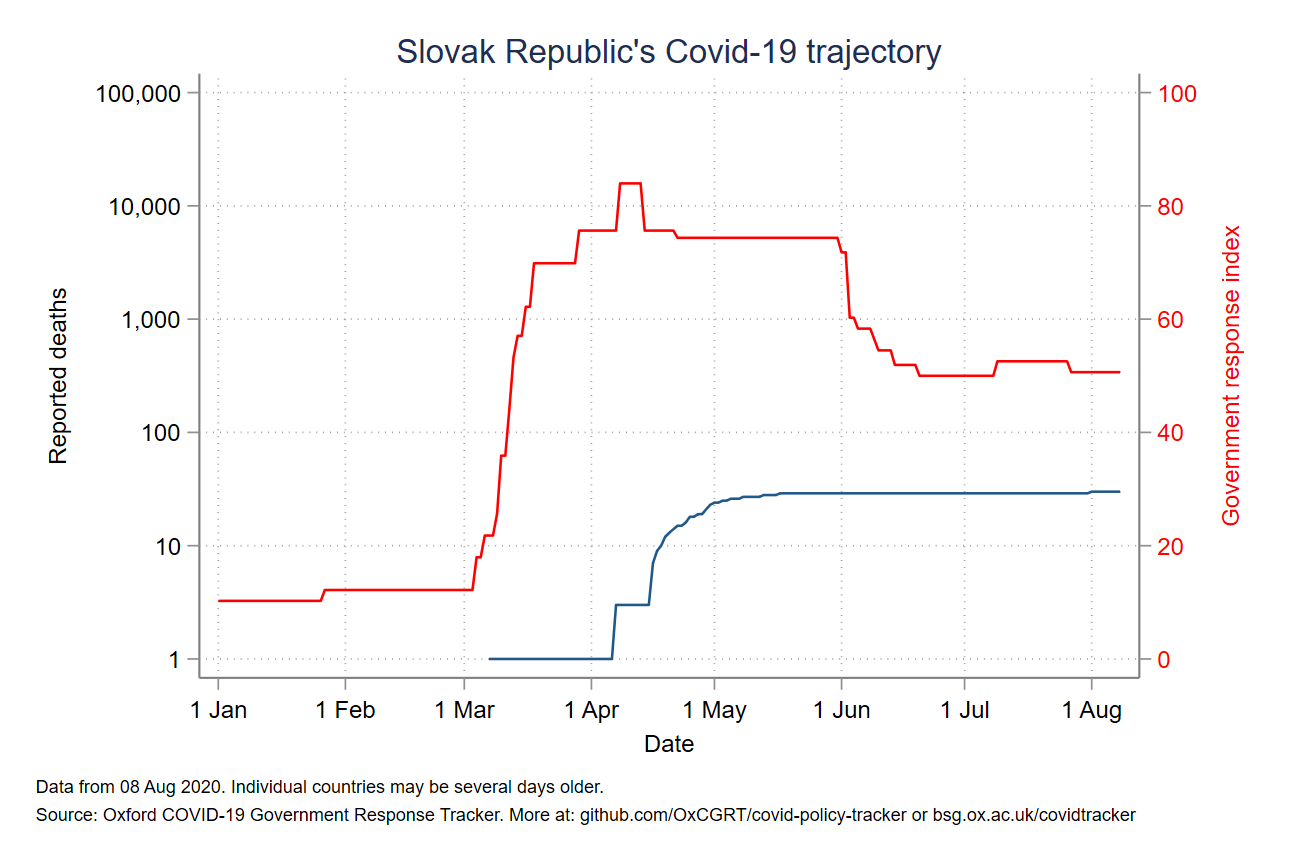 Slovak Republic's Covid-19 trajectory
100,000
10,000
1,000
100
10
1
Reported deaths
100
80
60
40
20
0
Government response index
1 Jan 1 Feb 1 Mar 1 Apr 1 May 1 Jun 1 Jul 1 Aug
Date
Data from 08 Aug 2020. Individual countries may be several days older.
Source: Oxford COVID-19 Government Response Tracker. More at: github.com/OxCGRT/covid-policy-tracker or bsg.ox.ac.uk/covidtracker